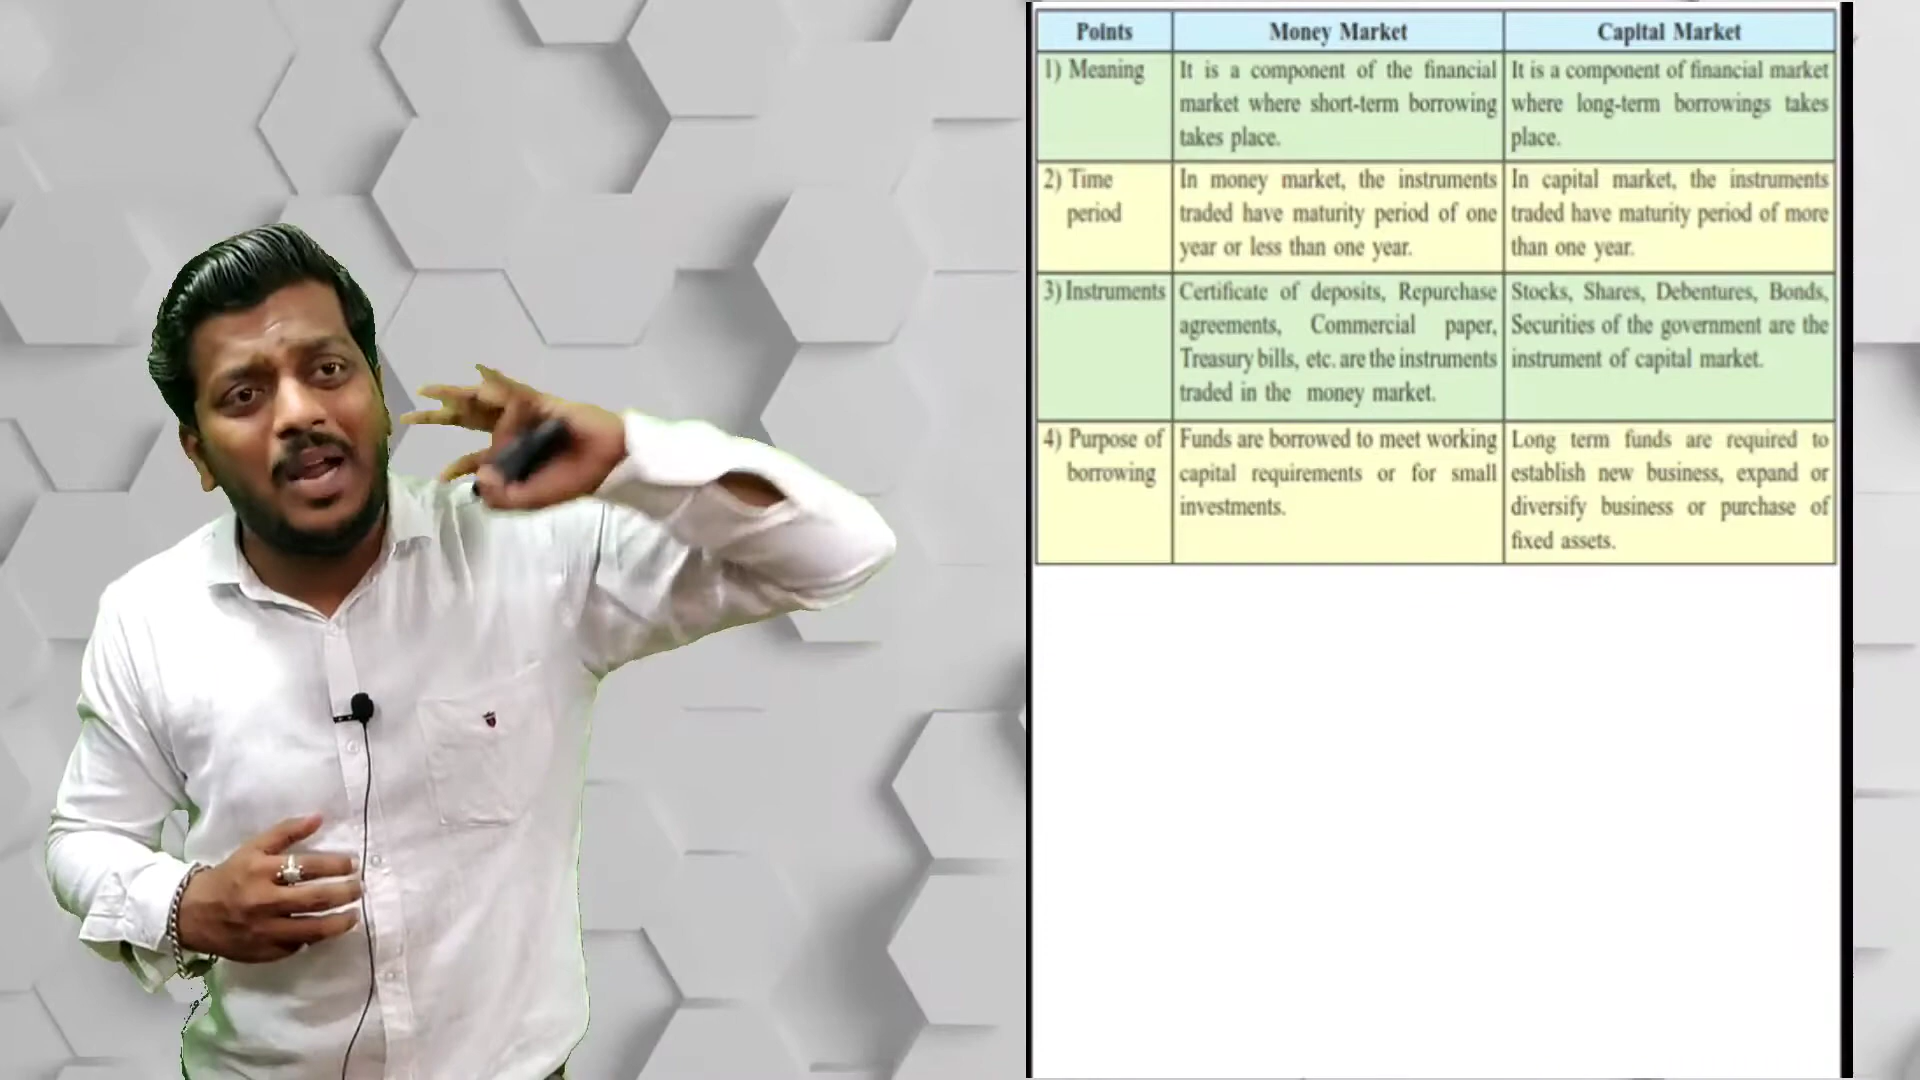 Points Money Market Capital Market
1) Meaning
It is a component of the financial
market where short-term borrowing
takes place.
It is a component of financial market
where long-term borrowings takes
place.
2) Time
period
In money market, the instruments
traded have maturity period of one
year or less than one year.
In capital market, the instruments
traded have maturity period of more
than one year.
3) Instruments
Certificate of deposits, Repurchase
agreements, Commercial paper,
Treasury bills, etc. are the instruments
traded in the money market.
Stocks, Shares, Debentures, Bonds,
Securities of the government are the
instrument of capital market.
4) Purpose of
borrowing
Funds are borrowed to meet working
capital requirements or for small
investments.
Long term funds are required to
establish new business, expand or
diversify business or purchase of
fixed assets.